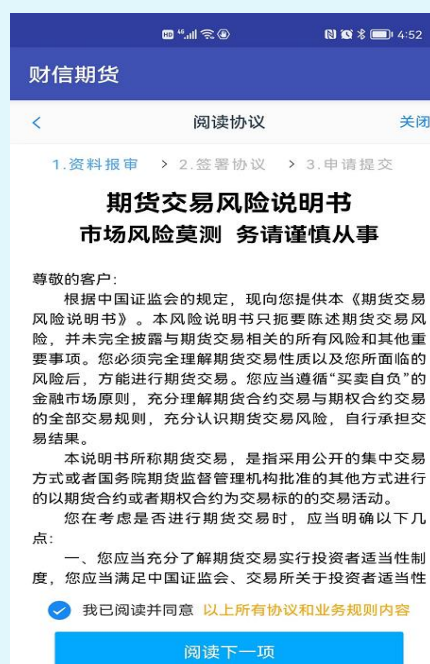 HD 4G 4:52
财信期货
阅读协议 关闭
1.资料报审 > 2.签署协议 > 3.申请提交
期货交易风险说明书
市场风险莫测 务请谨慎从事
尊敬的客户:
根据中国证监会的规定，现向您提供本《期货交易
风险说明书》。本风险说明书只扼要陈述期货交易风
险，并未完全披露与期货交易相关的所有风险和其他重
要事项。您必须完全理解期货交易性质以及您所面临的
风险后，方能进行期货交易。您应当遵循“买卖自负”的
金融市场原则，充分理解期货合约交易与期权合约交易
的全部交易规则，充分认识期货交易风险，自行承担交
易结果。
本说明书所称期货交易，是指采用公开的集中交易
方式或者国务院期货监督管理机构批准的其他方式进行
的以期货合约或者期权合约为交易标的的交易活动。
您在考虑是否进行期货交易时，应当明确以下几
点:
一、您应当充分了解期货交易实行投资者适当性制
度，您应当满足中国证监会、交易所关于投资者适当性
我已阅读并同意 以上所有协议和业务规则内容
阅读下一项